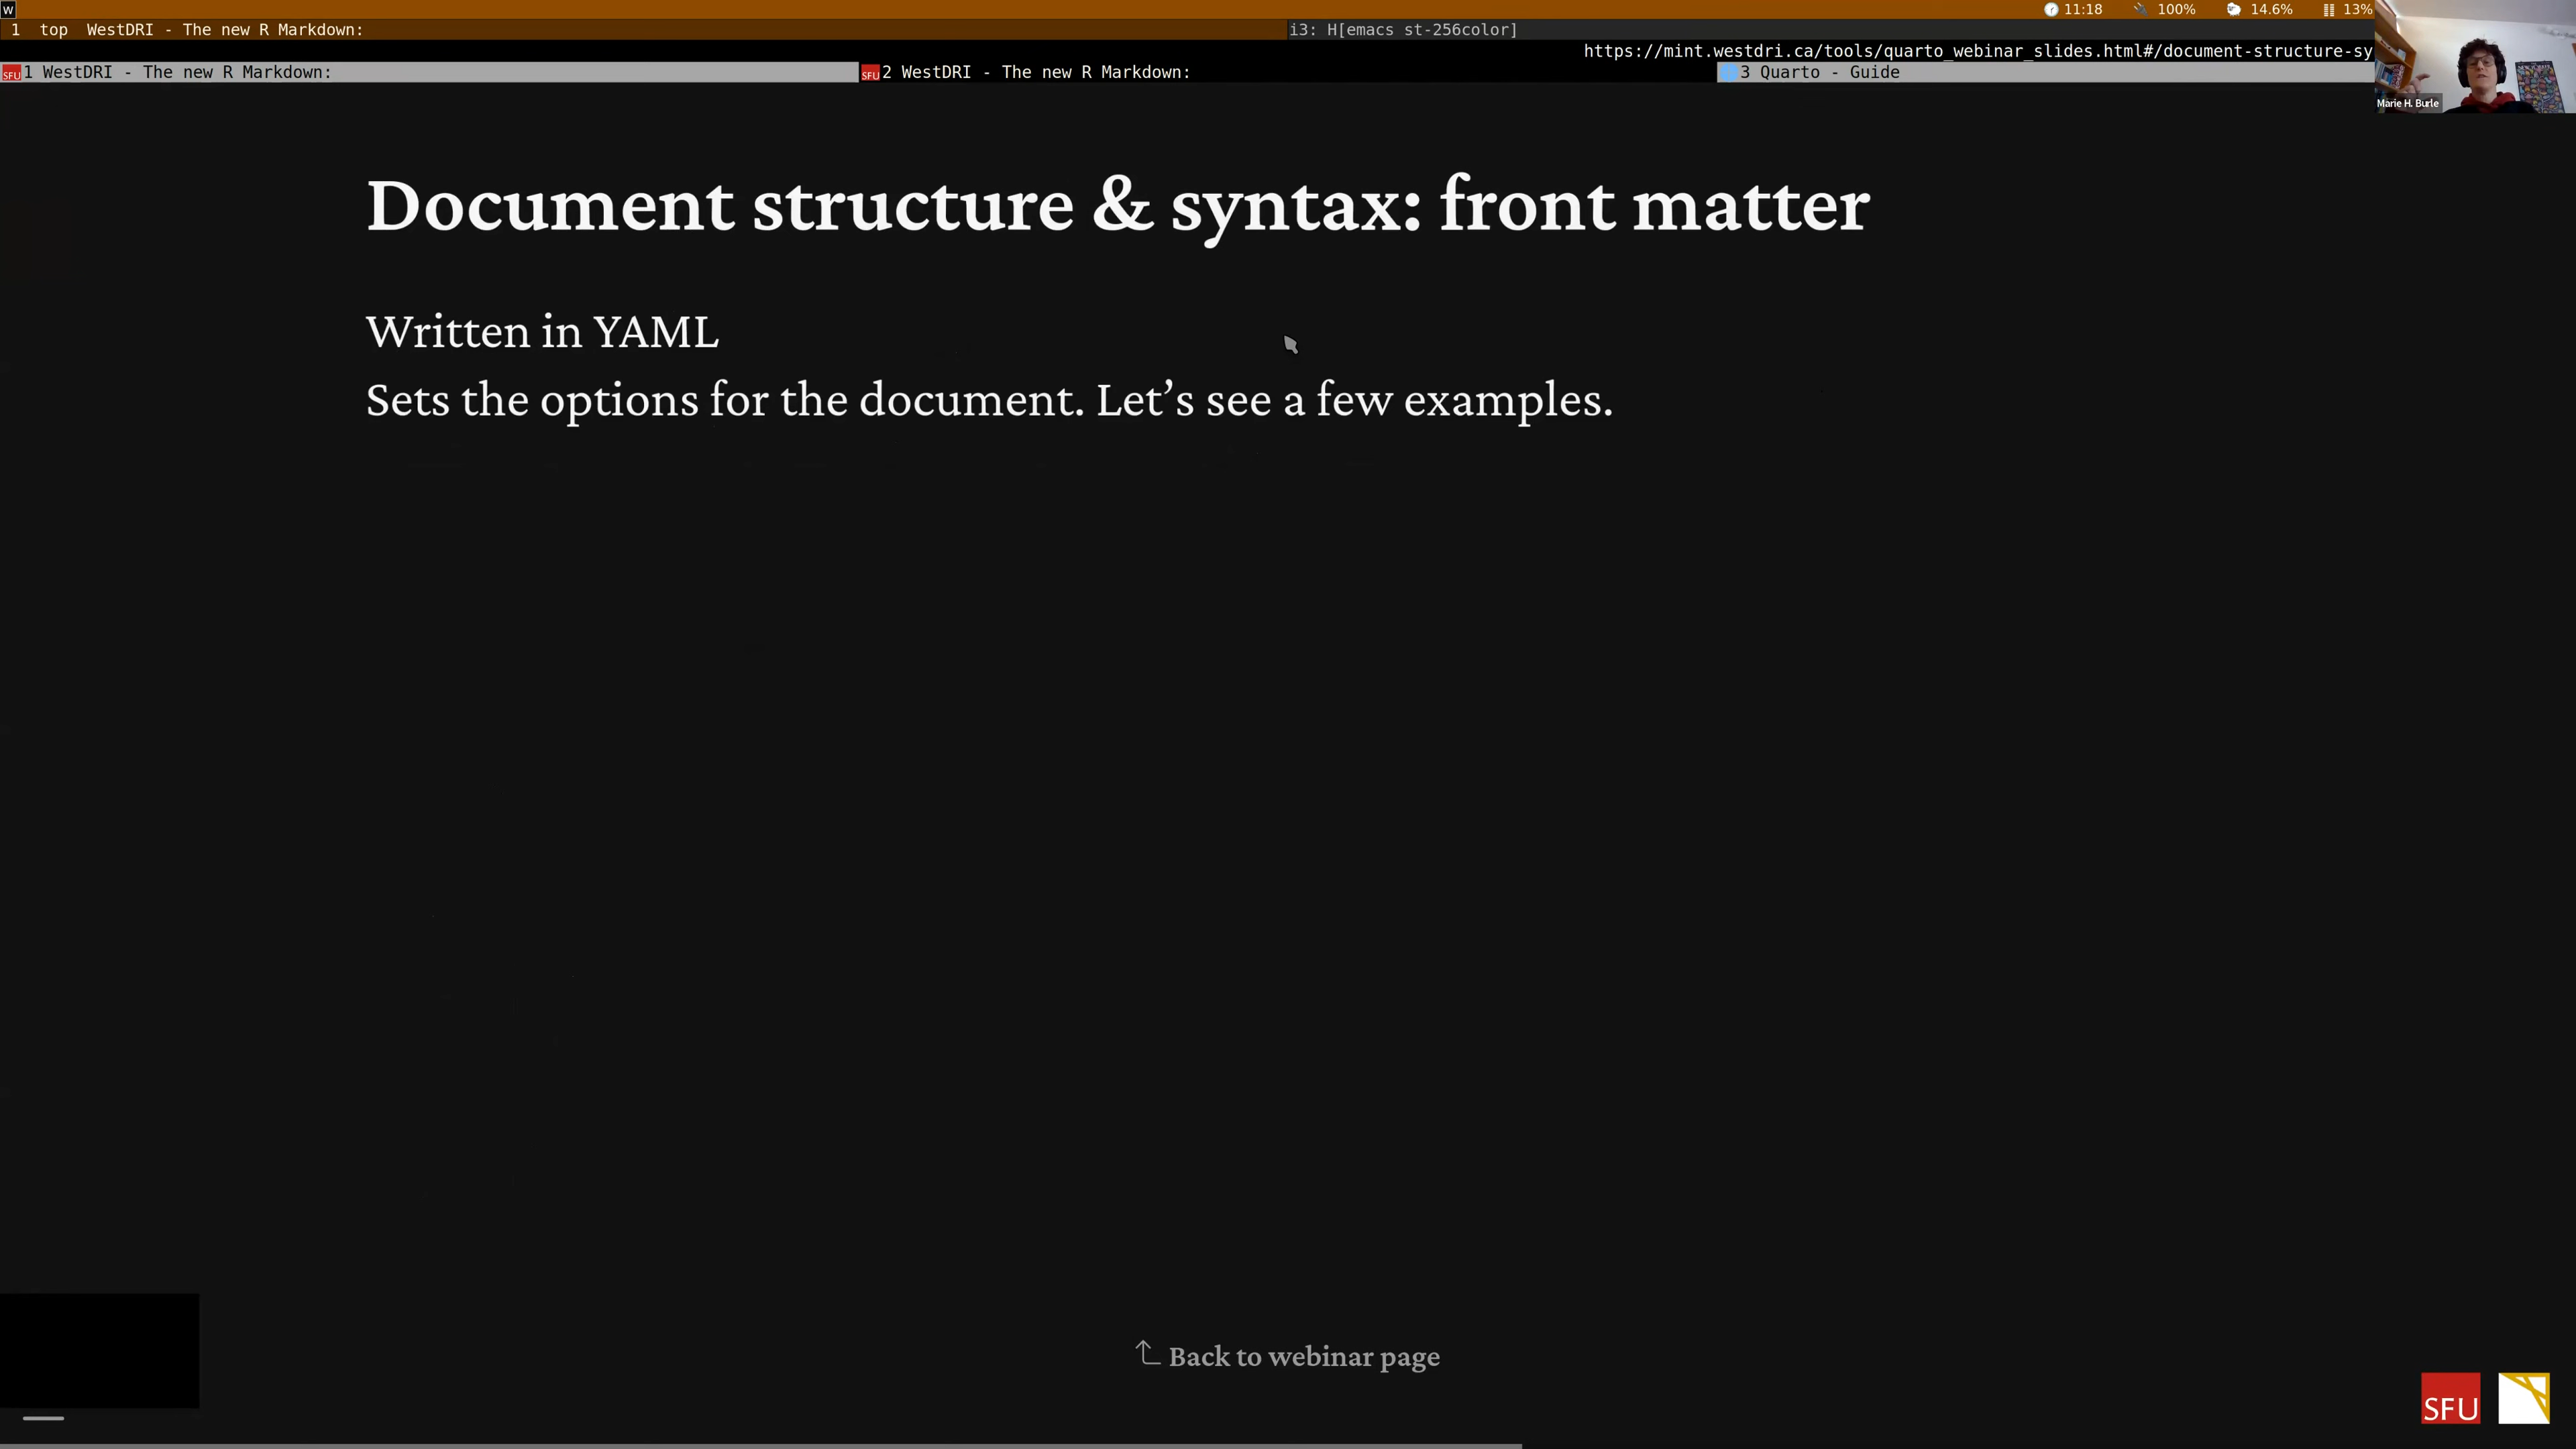 W
11:18 100% 14.6% 13%
1 top WestDRI - The new R Markdown:
i3: H[emacs st-256color]
https://mint.westdri.ca/tools/quarto_webinar_slides.html#/document-structure-sy
SFU 1 WestDRI - The new R Markdown:
SFU 2 WestDRI - The new R Markdown:
3 Quarto - Guide
Marie H. Burle
Document structure & syntax: front matter
Written in YAML
Sets the options for the document. Let’s see a few examples.
Back to webinar page
SFU